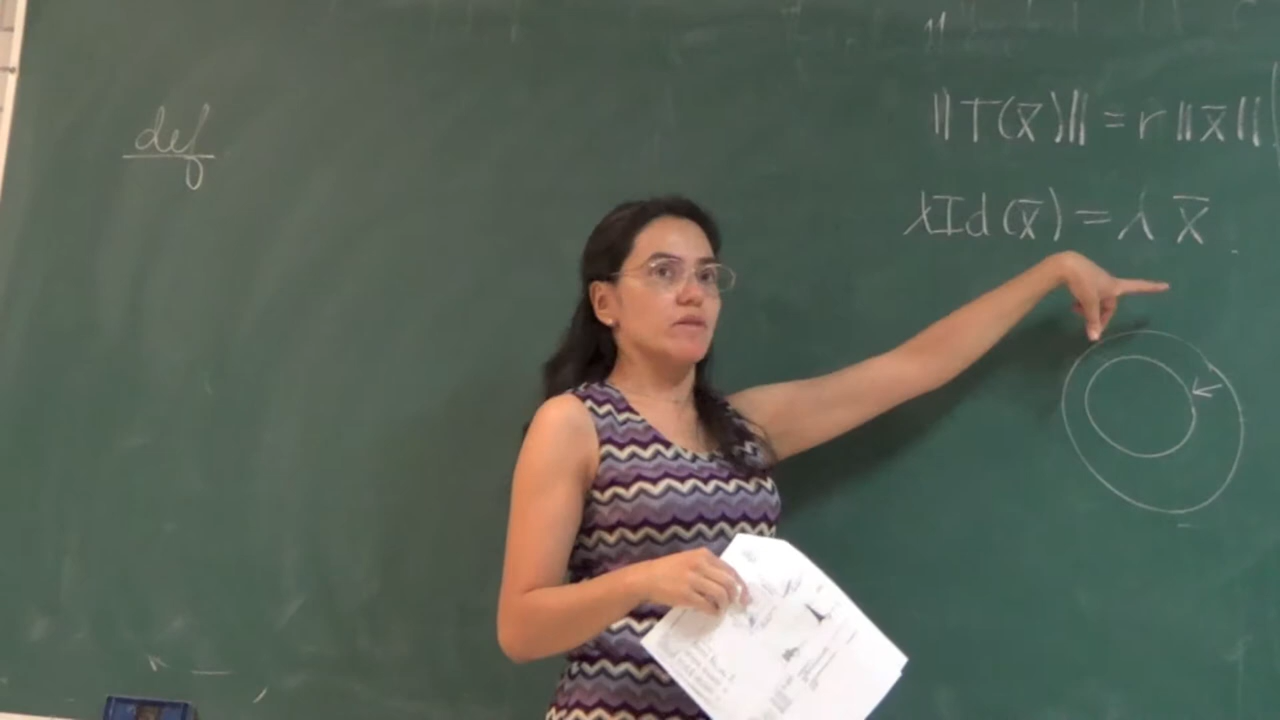 def
||T(x̄)|| = r ||x̄||
λId(x̄) = λ x̄